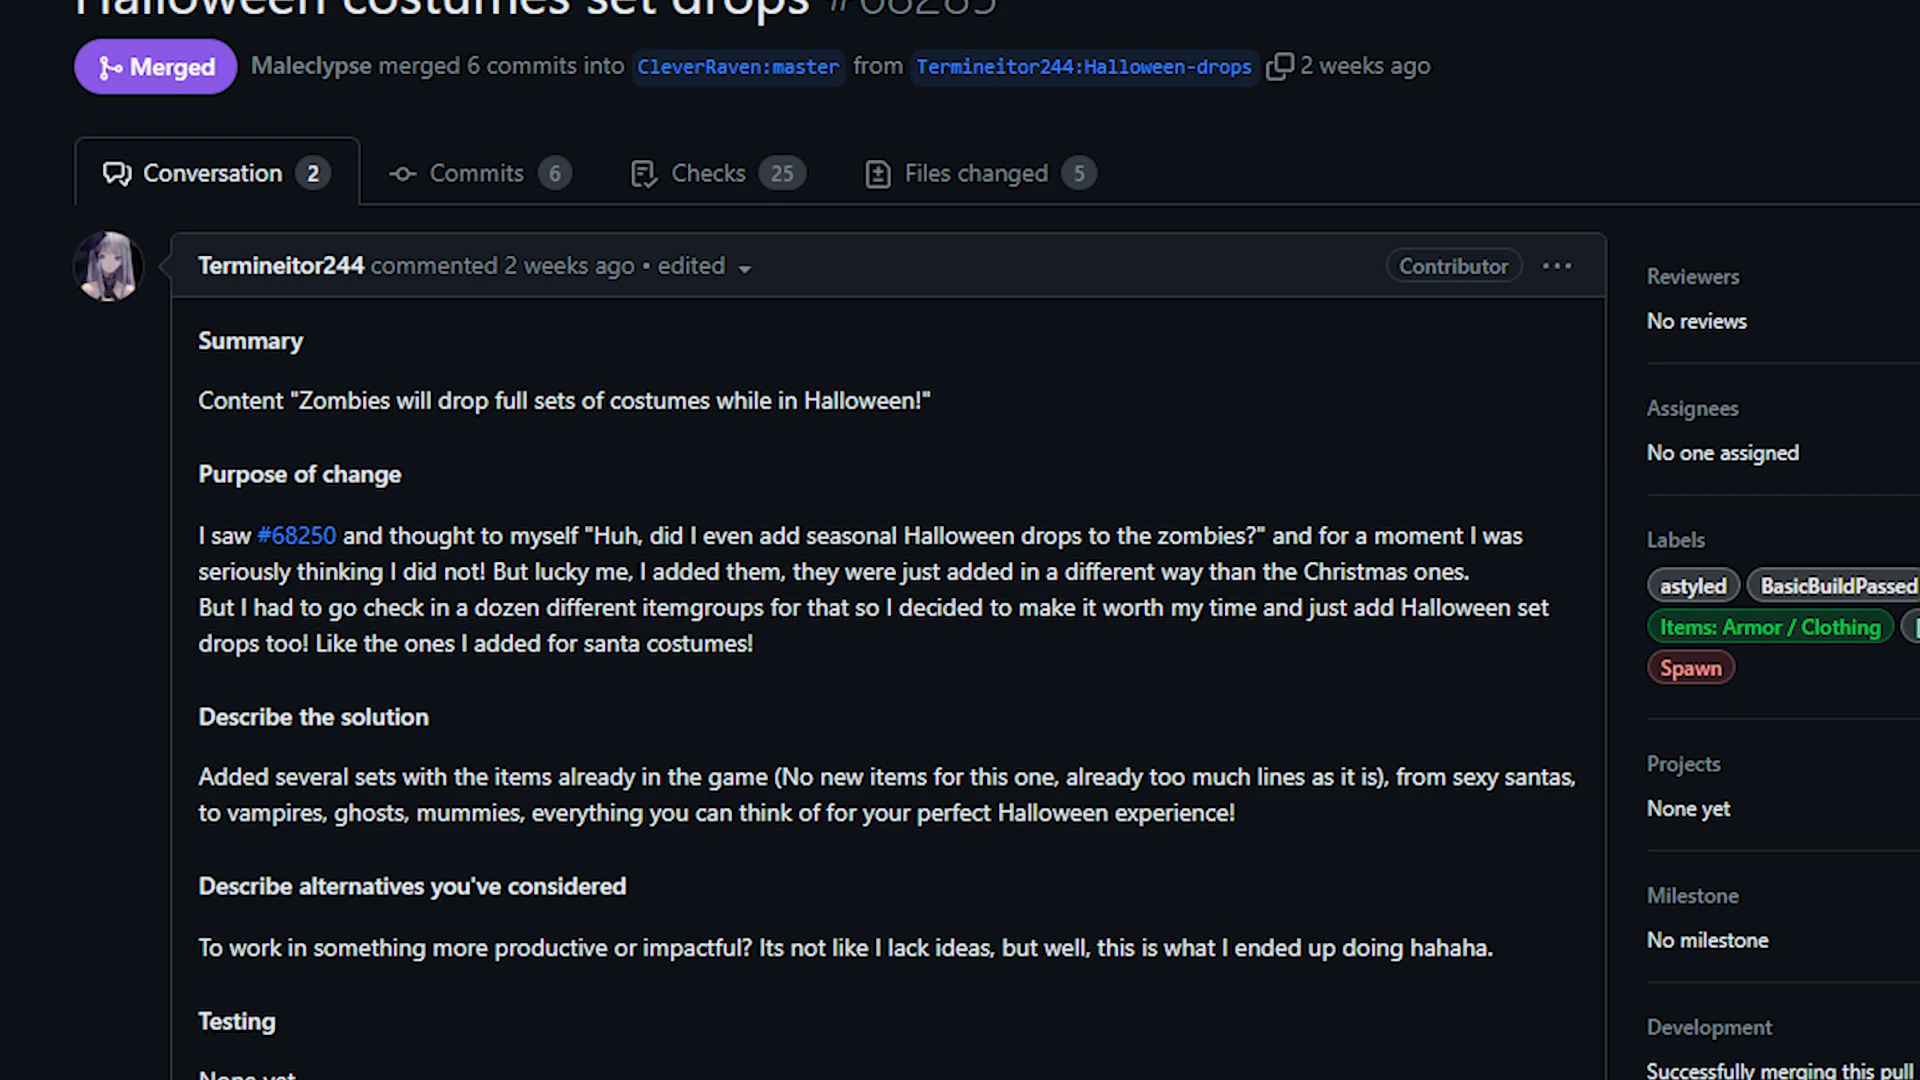 Halloween costumes set drops #68285
Merged Maleclypse merged 6 commits into CleverRaven:master from Termineitor244:Halloween-drops 2 weeks ago
Conversation 2 Commits 6 Checks 25 Files changed 5
Termineitor244 commented 2 weeks ago • edited Contributor
Summary
Content "Zombies will drop full sets of costumes while in Halloween!"
Purpose of change
I saw #68250 and thought to myself "Huh, did I even add seasonal Halloween drops to the zombies?" and for a moment I was
seriously thinking I did not! But lucky me, I added them, they were just added in a different way than the Christmas ones.
But I had to go check in a dozen different itemgroups for that so I decided to make it worth my time and just add Halloween set
drops too! Like the ones I added for santa costumes!
Describe the solution
Added several sets with the items already in the game (No new items for this one, already too much lines as it is), from sexy santas,
to vampires, ghosts, mummies, everything you can think of for your perfect Halloween experience!
Describe alternatives you've considered
To work in something more productive or impactful? Its not like I lack ideas, but well, this is what I ended up doing hahaha.
Testing
None yet
Reviewers
No reviews
Assignees
No one assigned
Labels
astyled BasicBuildPassed
Items: Armor / Clothing
Spawn
Projects
None yet
Milestone
No milestone
Development
Successfully merging this pull